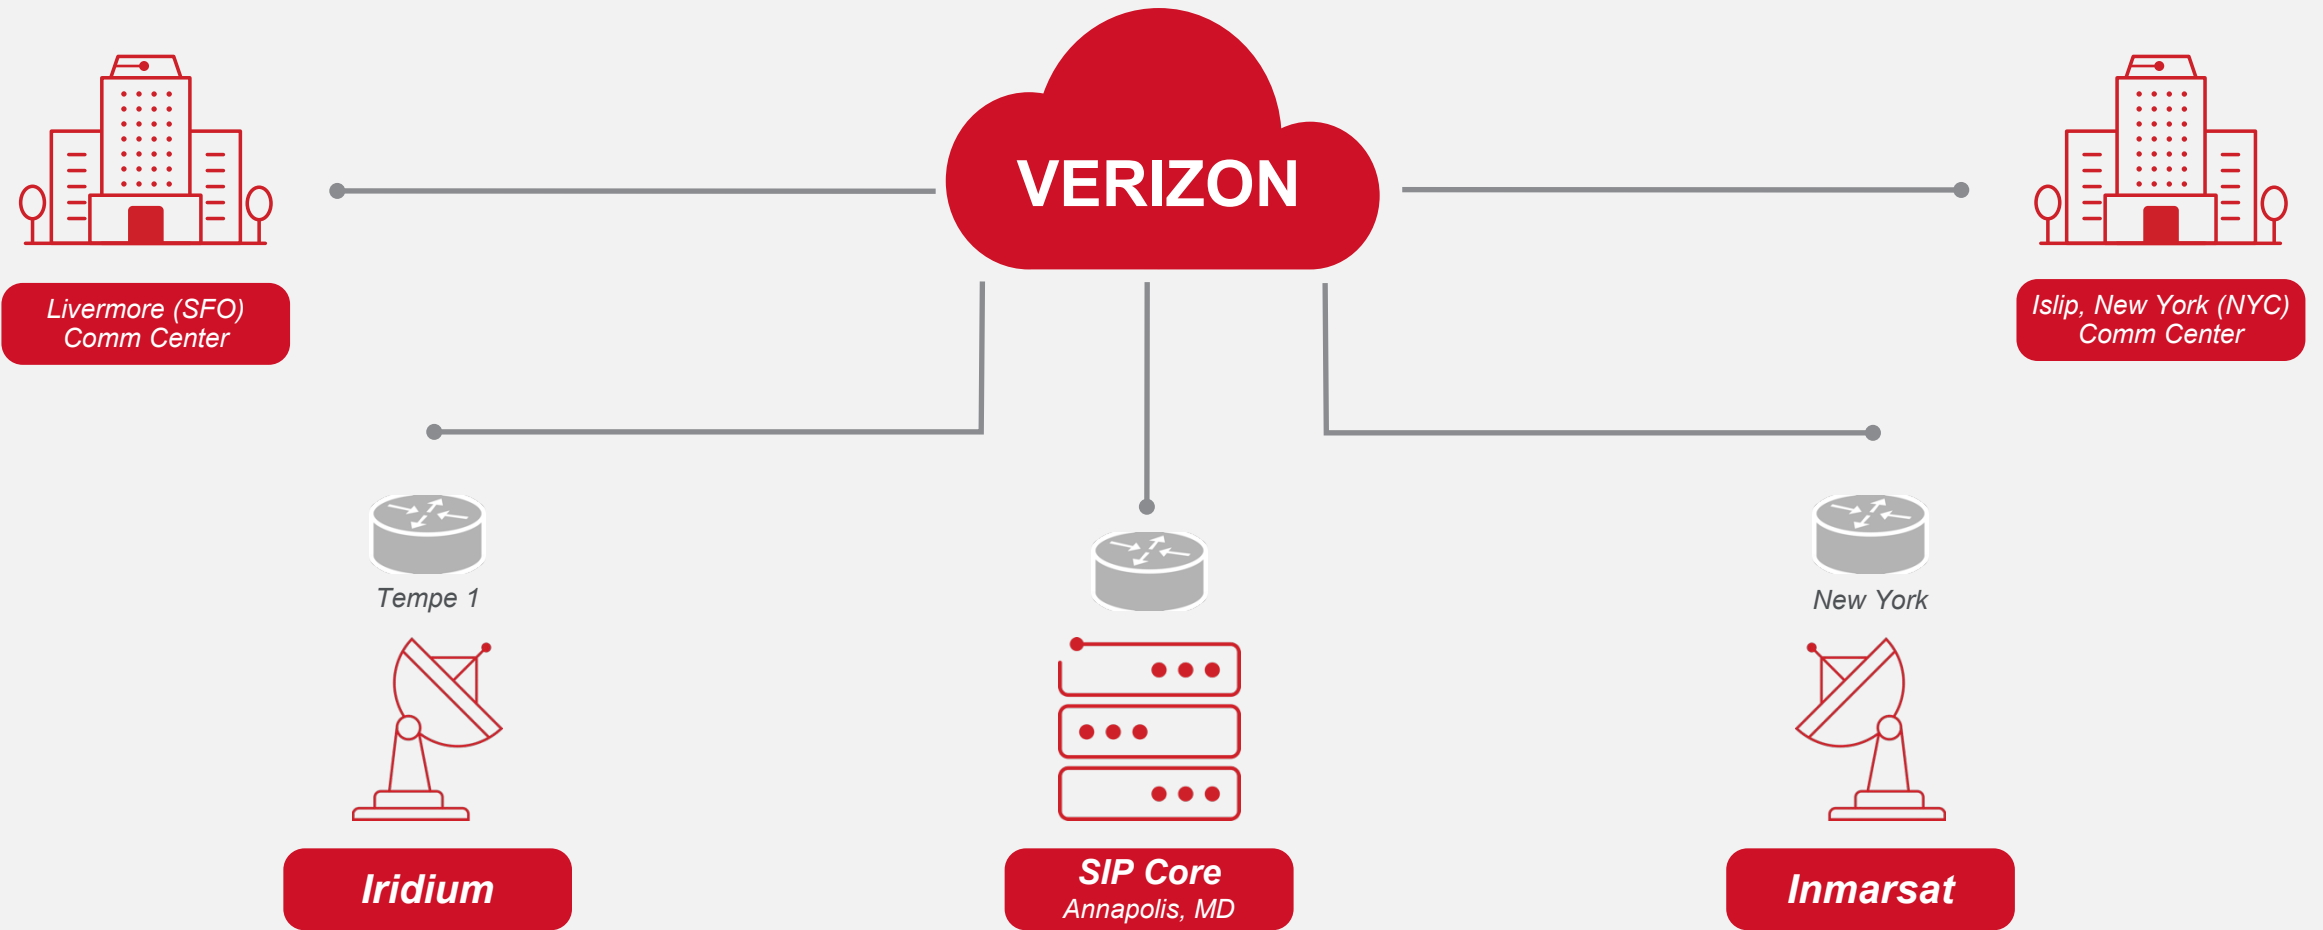 VERIZON
Livermore (SFO)
Comm Center
Islip, New York (NYC)
Comm Center
Tempe 1
New York
Iridium
SIP Core
Annapolis, MD
Inmarsat